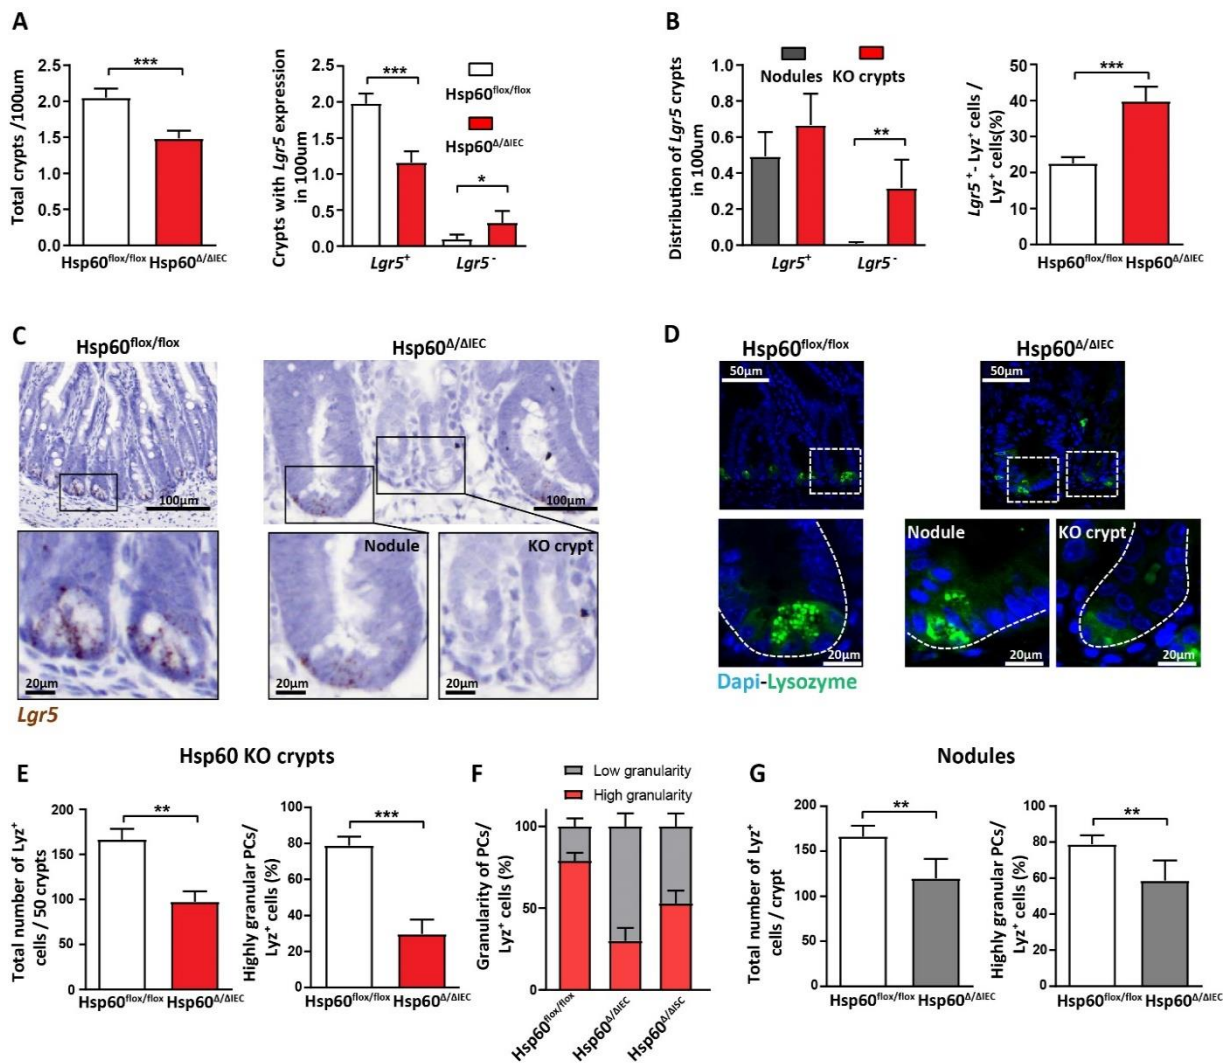 A
Total crypts /100um
2.5
2.0
1.5
1.0
0.5
0.0
***
Hsp60flox/flox Hsp60Δ/ΔIEC
Crypts with Lgr5 expression
in 100um
2.5
2.0
1.5
1.0
0.5
0.0
***
*
Lgr5+ Lgr5-
Hsp60flox/flox
Hsp60Δ/ΔIEC
B
Nodules KO crypts
Distribution of Lgr5 crypts
in 100um
1.0
0.8
0.6
0.4
0.2
0.0
**
Lgr5+ Lgr5-
Lgr5+- Lyz+ cells /
Lyz+ cells(%)
50
40
30
20
10
0
***
Hsp60flox/flox Hsp60Δ/ΔIEC
C
Hsp60flox/flox
Hsp60Δ/ΔIEC
100µm
100µm
Nodule
KO crypt
20µm
20µm
20µm
Lgr5
D
Hsp60flox/flox
Hsp60Δ/ΔIEC
50µm
50µm
Nodule
KO crypt
20µm
20µm
20µm
Dapi-Lysozyme
Hsp60 KO crypts
E
Total number of Lyz+
cells / 50 crypts
200
150
100
50
0
**
Hsp60flox/flox Hsp60Δ/ΔIEC
Highly granular PCs/
Lyz+ cells (%)
80
60
40
20
0
***
Hsp60flox/flox Hsp60Δ/ΔIEC
F
Low granularity
High granularity
Granularity of PCs/
Lyz+ cells (%)
100
50
0
Hsp60flox/flox
Hsp60Δ/ΔIEC
Hsp60Δ/ΔISC
Nodules
G
Total number of Lyz+
cells / crypt
200
150
100
50
0
**
Hsp60flox/flox Hsp60Δ/ΔIEC
Highly granular PCs/
Lyz+ cells (%)
80
60
40
20
0
**
Hsp60flox/flox Hsp60Δ/ΔIEC